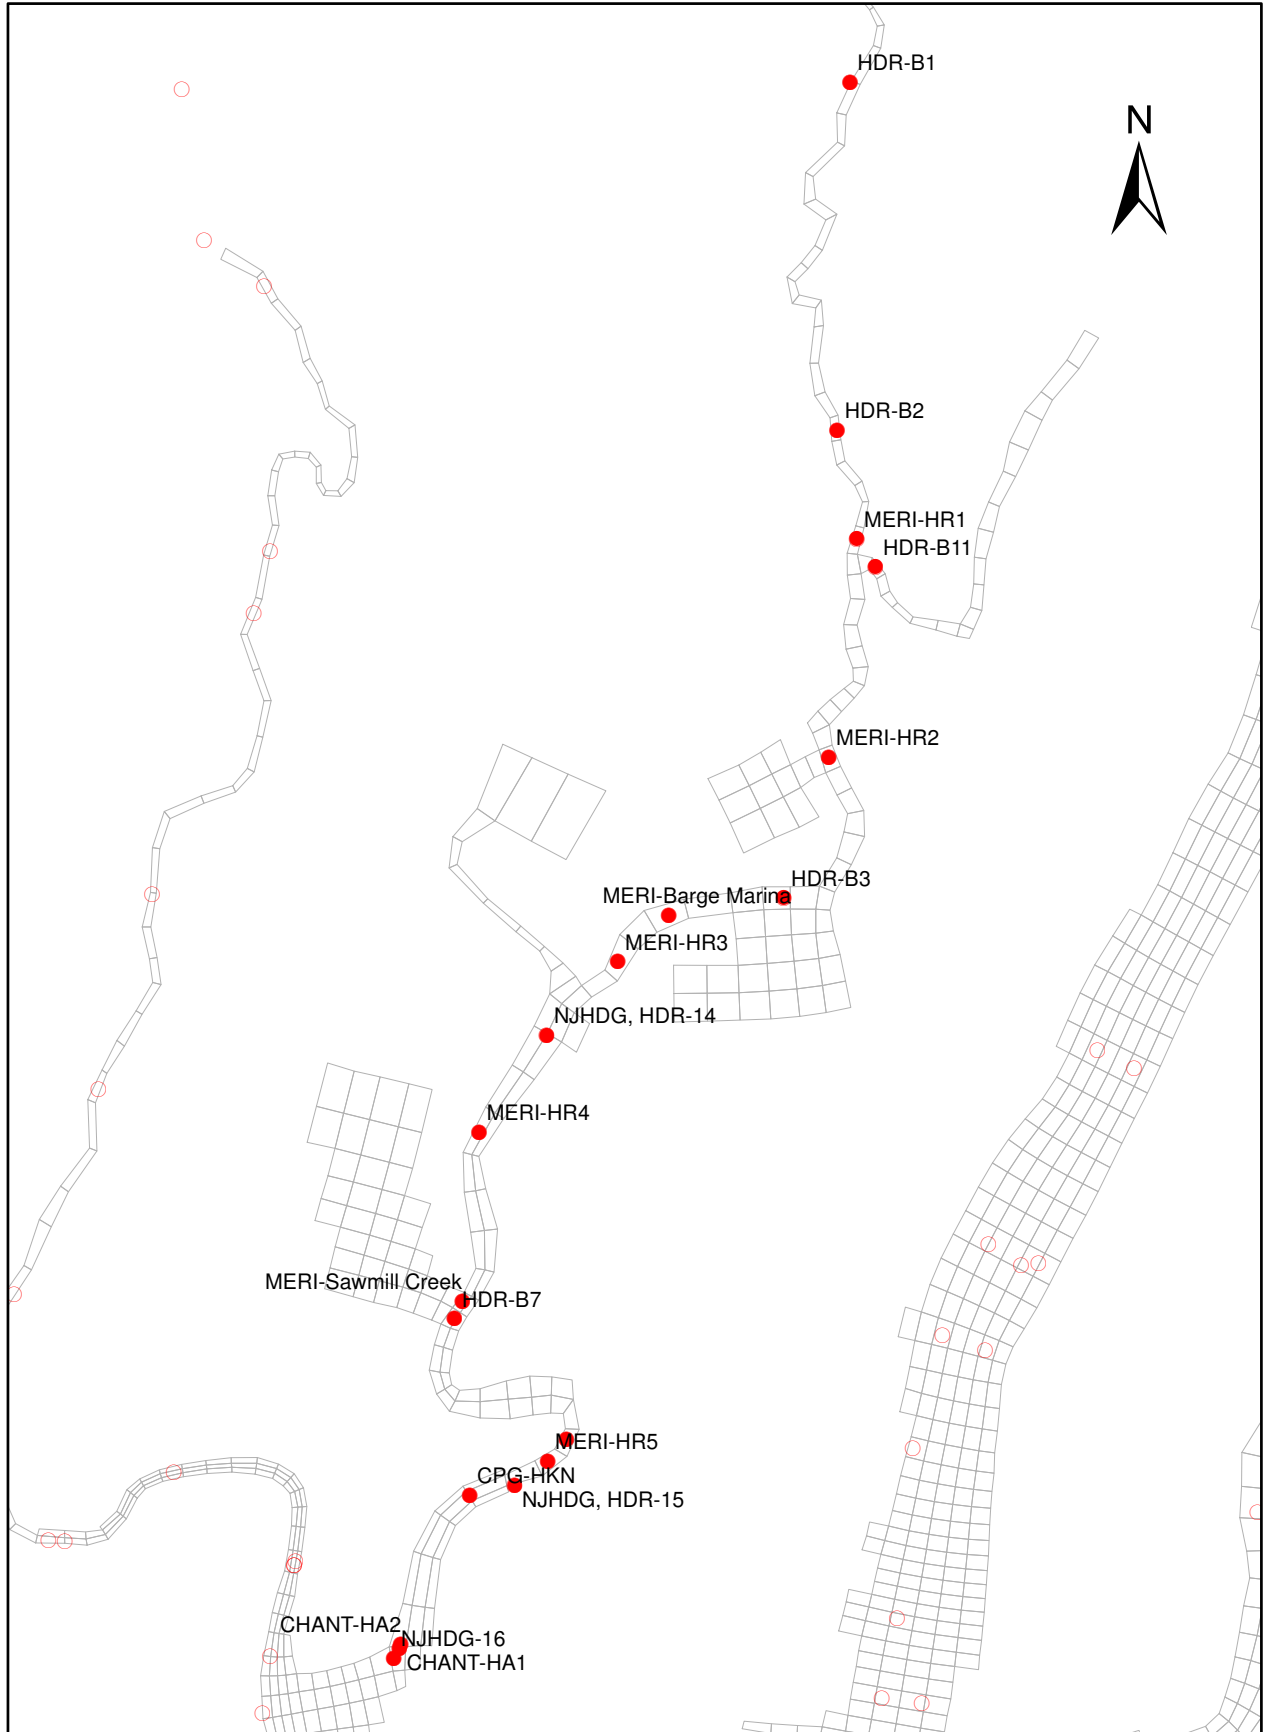 HDR-B1
N
HDR-B2
MERI-HR1
HDR-B11
MERI-HR2
HDR-B3
MERI-Barge Marina
MERI-HR3
NJHDG, HDR-14
MERI-HR4
MERI-Sawmill Creek
HDR-B7
MERI-HR5
CPG-HKN
NJHDG, HDR-15
CHANT-HA2
NJHDG-16
CHANT-HA1